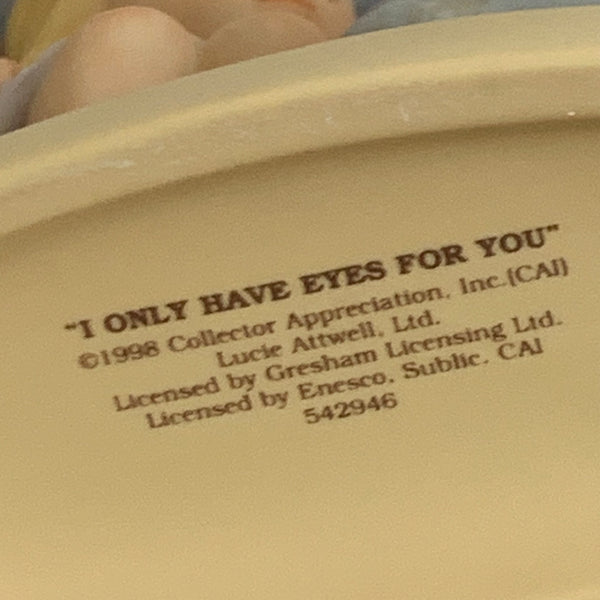 "I ONLY HAVE EYES FOR YOU"
©1998 Collector Appreciation, Inc.(CAI)
Lucie Attwell, Ltd.
Licensed by Gresham Licensing Ltd.
Licensed by Enesco, Sublic. CAI
542946